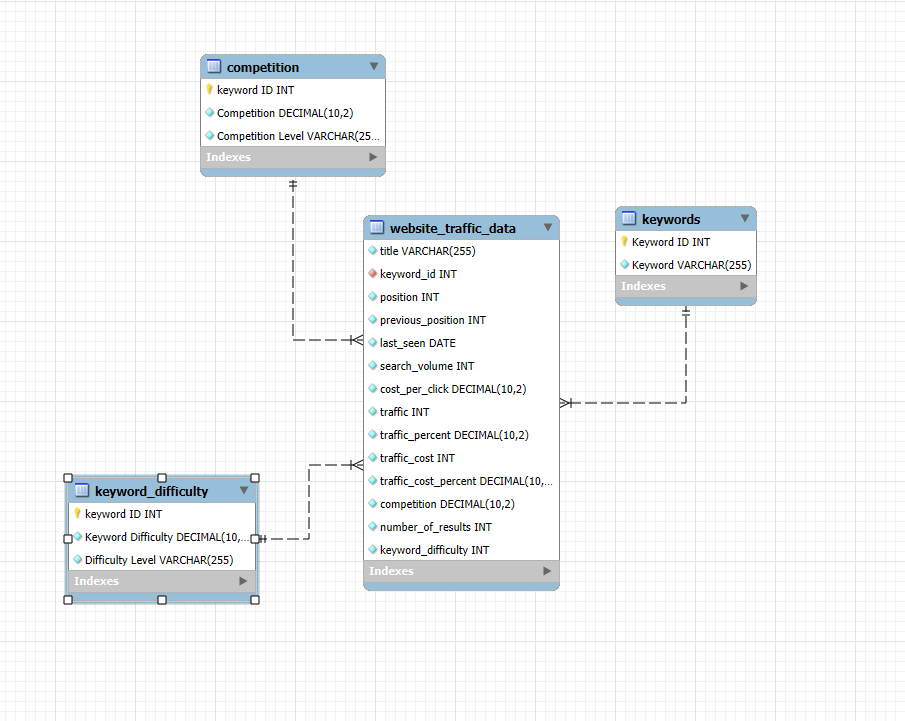 competition
keyword ID INT
Competition DECIMAL(10,2)
Competition Level VARCHAR(25...
Indexes
website_traffic_data
title VARCHAR(255)
keyword_id INT
position INT
previous_position INT
last_seen DATE
search_volume INT
cost_per_click DECIMAL(10,2)
traffic INT
traffic_percent DECIMAL(10,2)
traffic_cost INT
traffic_cost_percent DECIMAL(10,...
competition DECIMAL(10,2)
number_of_results INT
keyword_difficulty INT
Indexes
keywords
Keyword ID INT
Keyword VARCHAR(255)
Indexes
keyword_difficulty
keyword ID INT
Keyword Difficulty DECIMAL(10,...
Difficulty Level VARCHAR(255)
Indexes